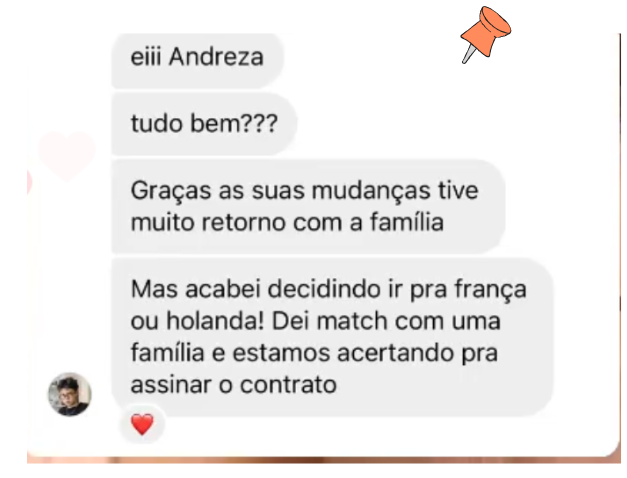 eiii Andreza
tudo bem???
Graças as suas mudanças tive
muito retorno com a família
Mas acabei decidindo ir pra frança
ou holanda! Dei match com uma
família e estamos acertando pra
assinar o contrato